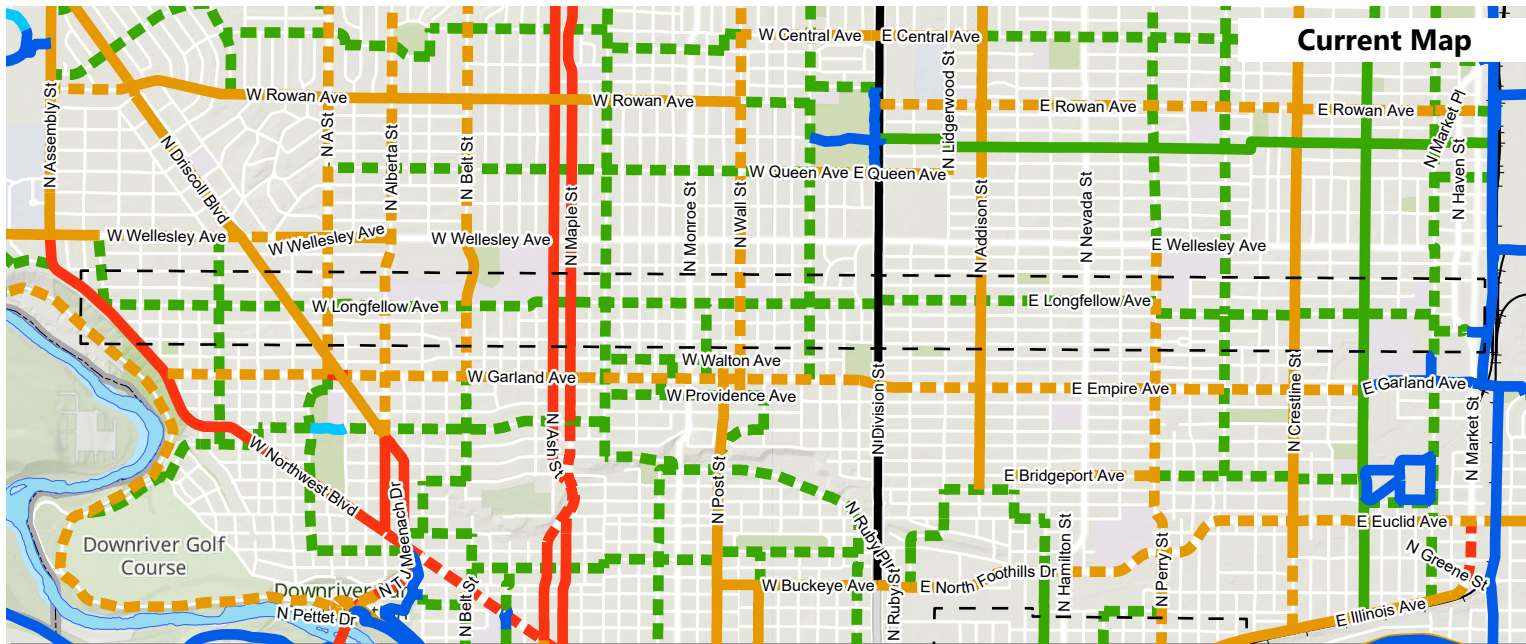 Current Map
W Central Ave
E Central Ave
W Rowan Ave
W Rowan Ave
E Rowan Ave
E Rowan Ave
N Assembly St
N Driscoll Blvd
N A St
N Alberta St
N Belt St
N Maple St
N Monroe St
N Wall St
N Lidgerwood St
N Addison St
N Nevada St
N Market Pl
N Haven St
W Queen Ave
E Queen Ave
W Wellesley Ave
W Wellesley Ave
W Wellesley Ave
E Wellesley Ave
W Longfellow Ave
E Longfellow Ave
W Walton Ave
W Garland Ave
E Empire Ave
E Garland Ave
W Providence Ave
N Division St
N Crestline St
N Market St
N Ash St
W Northwest Blvd
N Post St
E Bridgeport Ave
N T J Meenach Dr
N Ruby St
N Hamilton St
N Perry St
E Euclid Ave
N Greene St
Downriver Golf
Course
N Pettet Dr
N Belt St
W Buckeye Ave
E North Foothills Dr
N Ruby St
E Illinois Ave